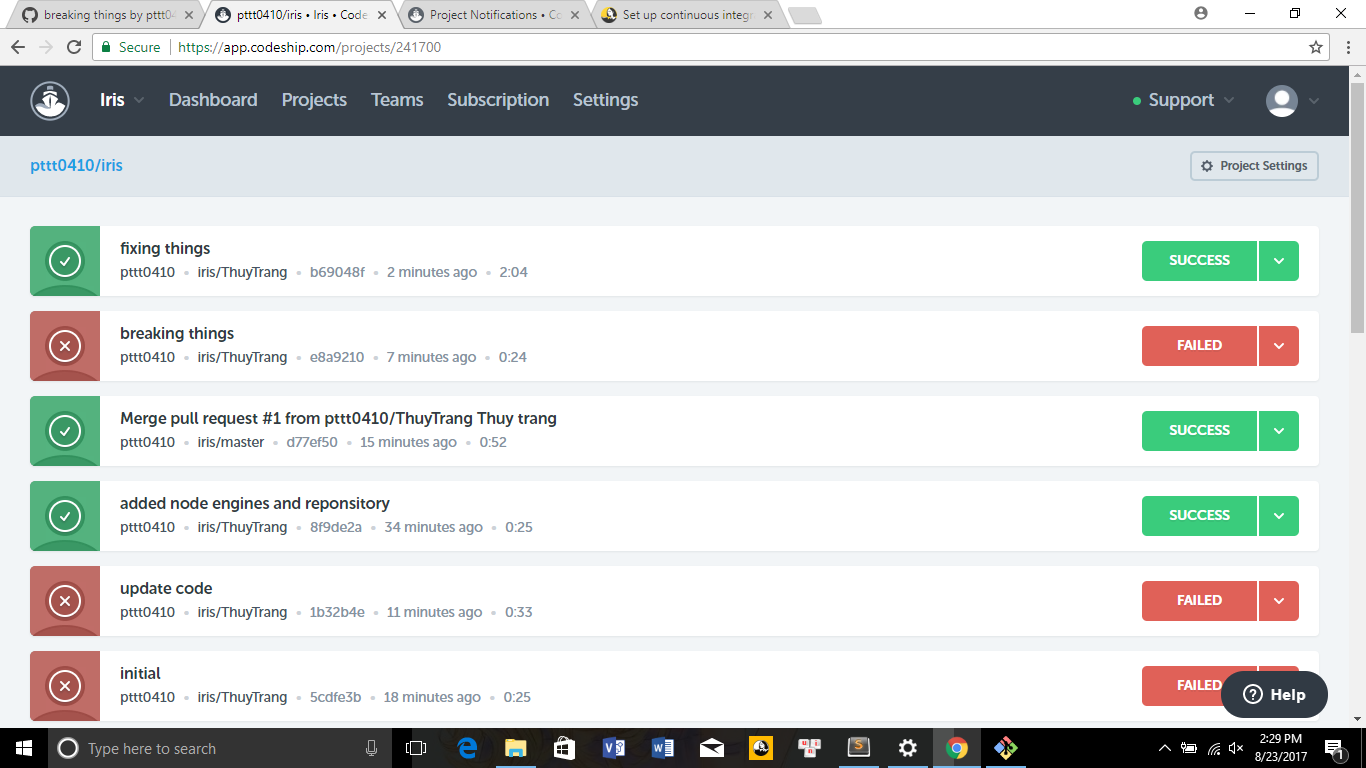 breaking things by pttt04
pttt0410/iris • Iris • Code
Project Notifications • Co
Set up continuous integr
Secure
https://app.codeship.com/projects/241700
Iris
Dashboard
Projects
Teams
Subscription
Settings
Support
pttt0410/iris
Project Settings
fixing things
pttt0410 • iris/ThuyTrang • b69048f • 2 minutes ago • 2:04
SUCCESS
breaking things
pttt0410 • iris/ThuyTrang • e8a9210 • 7 minutes ago • 0:24
FAILED
Merge pull request #1 from pttt0410/ThuyTrang Thuy trang
pttt0410 • iris/master • d77ef50 • 15 minutes ago • 0:52
SUCCESS
added node engines and reponsitory
pttt0410 • iris/ThuyTrang • 8f9de2a • 34 minutes ago • 0:25
SUCCESS
update code
pttt0410 • iris/ThuyTrang • 1b32b4e • 11 minutes ago • 0:33
FAILED
initial
pttt0410 • iris/ThuyTrang • 5cdfe3b • 18 minutes ago • 0:25
FAILED
Help
Type here to search
2:29 PM
8/23/2017
1